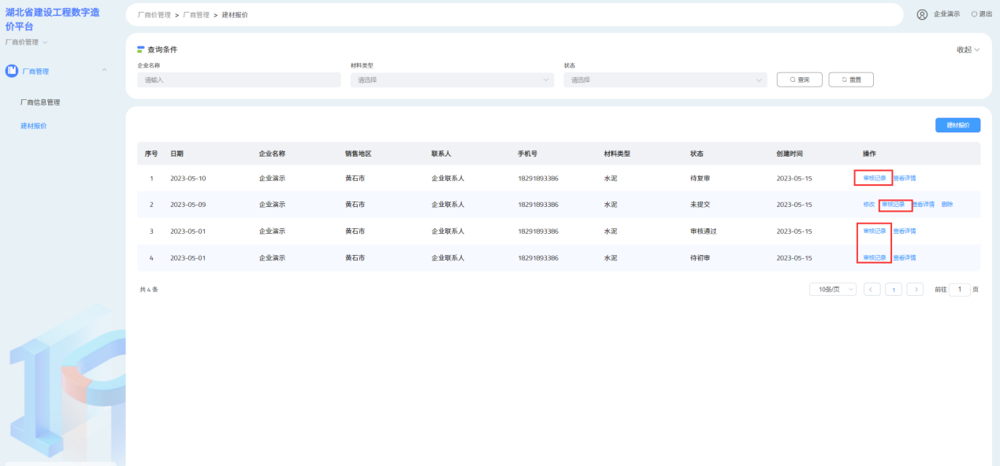 湖北省建设工程数字造
价平台
厂商价管理
厂商管理
厂商信息管理
建材报价
厂商价管理 > 厂商管理 > 建材报价
企业演示 退出
查询条件 收起
企业名称 材料类型 状态
请输入 请选择 请选择 查询 重置
建材报价
序号 日期 企业名称 销售地区 联系人 手机号 材料类型 状态 创建时间 操作
1 2023-05-10 企业演示 黄石市 企业联系人 18291893386 水泥 待复审 2023-05-15 审核记录 查看详情
2 2023-05-09 企业演示 黄石市 企业联系人 18291893386 水泥 未提交 2023-05-15 修改 审核记录 查看详情 删除
3 2023-05-01 企业演示 黄石市 企业联系人 18291893386 水泥 审核通过 2023-05-15 审核记录 查看详情
4 2023-05-01 企业演示 黄石市 企业联系人 18291893386 水泥 待初审 2023-05-15 审核记录 查看详情
共 4 条 10条/页 < 1 > 前往 1 页